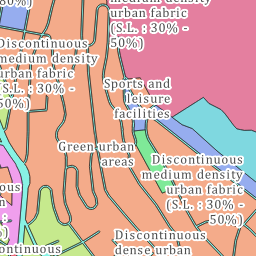 80%)
medium density
urban fabric
(S.L. : 30% -
50%)
Discontinuous
medium density
urban fabric
(S.L. : 30% -
50%)
Sports and
leisure
facilities
Green urban
areas
Discontinuous
medium density
urban fabric
(S.L. : 30% -
50%)
Discontinuous
dense urban